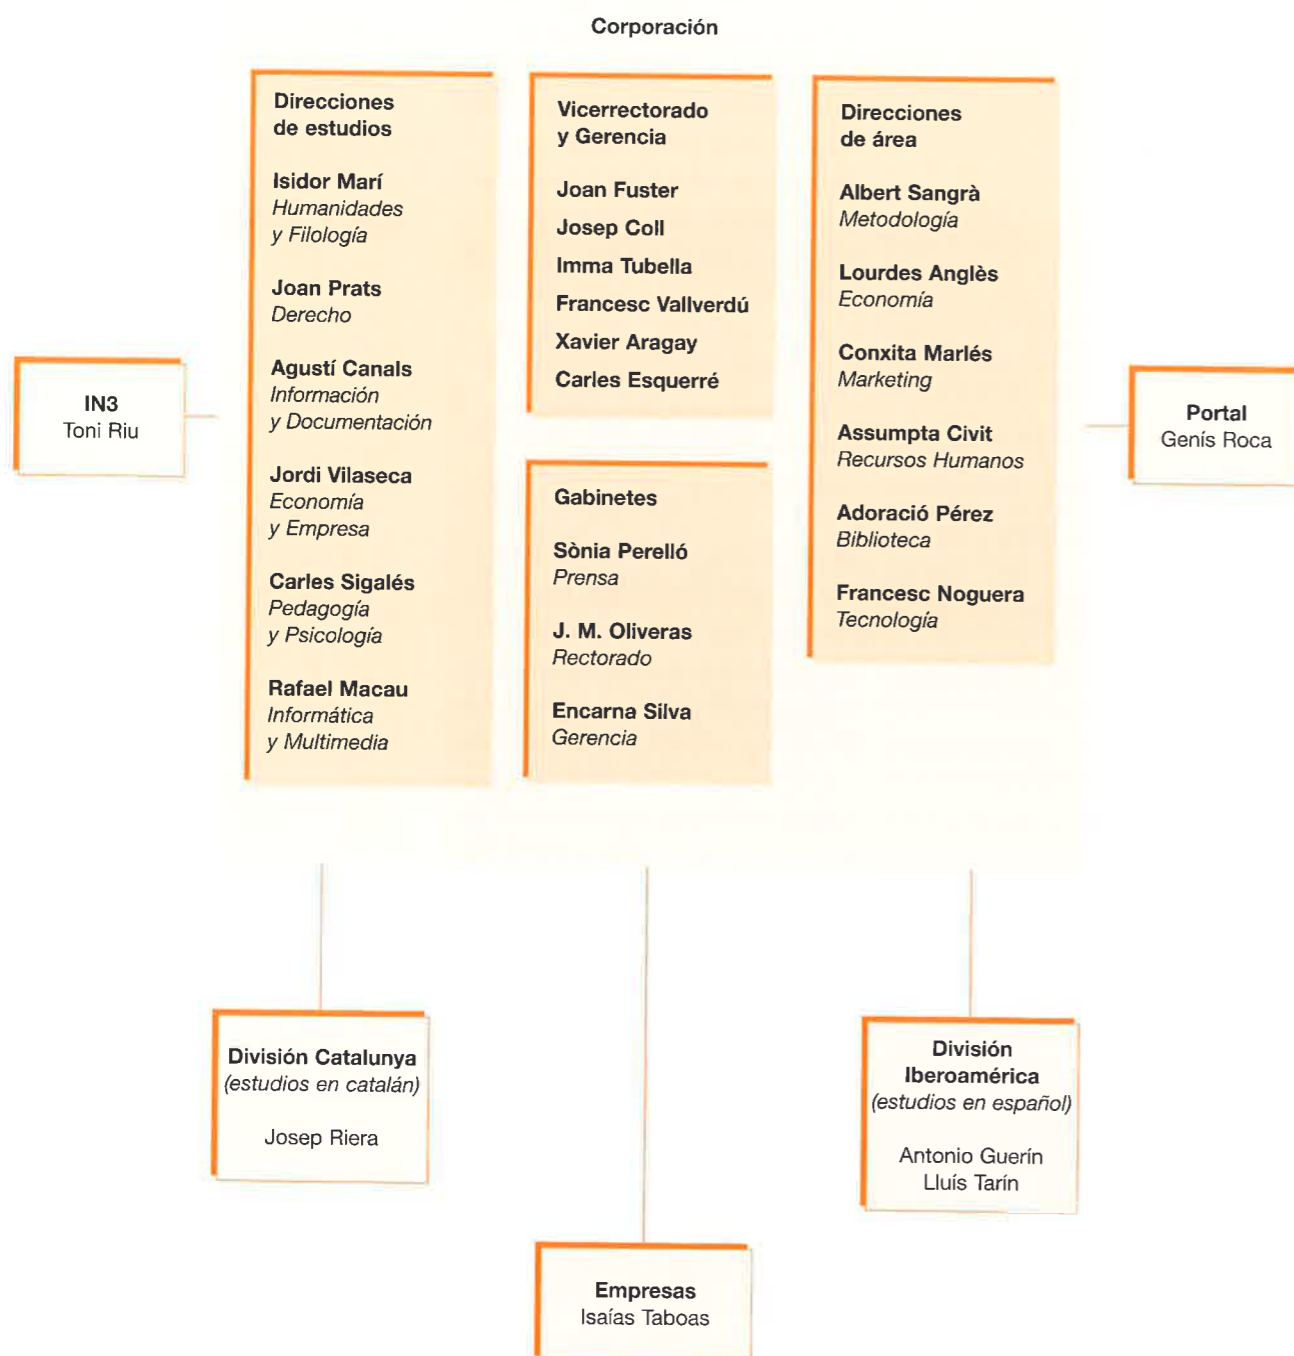 Corporación
Direcciones
de estudios
Isidor Marí
Humanidades
y Filología
Joan Prats
Derecho
Agustí Canals
Información
y Documentación
Jordi Vilaseca
Economía
y Empresa
Carles Sigalés
Pedagogía
y Psicología
Rafael Macau
Informática
y Multimedia
Vicerrectorado
y Gerencia
Joan Fuster
Josep Coll
Imma Tubella
Francesc Vallverdú
Xavier Aragay
Carles Esquerré
Gabinetes
Sònia Perelló
Prensa
J. M. Oliveras
Rectorado
Encarna Silva
Gerencia
Direcciones
de área
Albert Sangrà
Metodología
Lourdes Anglès
Economía
Conxita Marlés
Marketing
Assumpta Civit
Recursos Humanos
Adoració Pérez
Biblioteca
Francesc Noguera
Tecnología
IN3
Toni Riu
Portal
Genís Roca
División Catalunya
(estudios en catalán)
Josep Riera
División
Iberoamérica
(estudios en español)
Antonio Guerín
Lluís Tarín
Empresas
Isaías Taboas